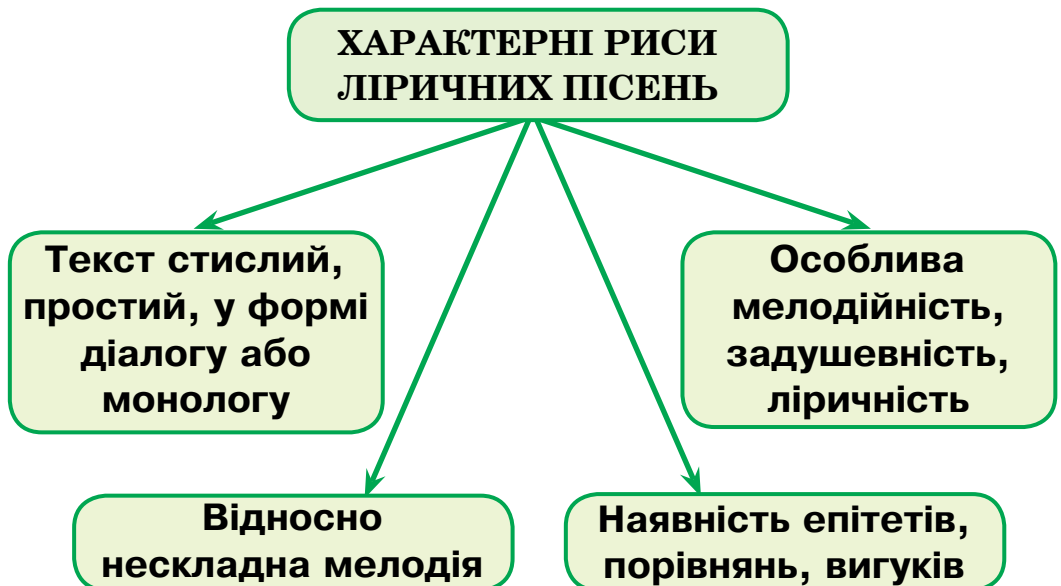 ХАРАКТЕРНІ РИСИ
ЛІРИЧНИХ ПІСЕНЬ
Текст стислий,
простий, у формі
діалогу або
монологу
Особлива
мелодійність,
задушевність,
ліричність
Відносно
нескладна мелодія
Наявність епітетів,
порівнянь, вигуків